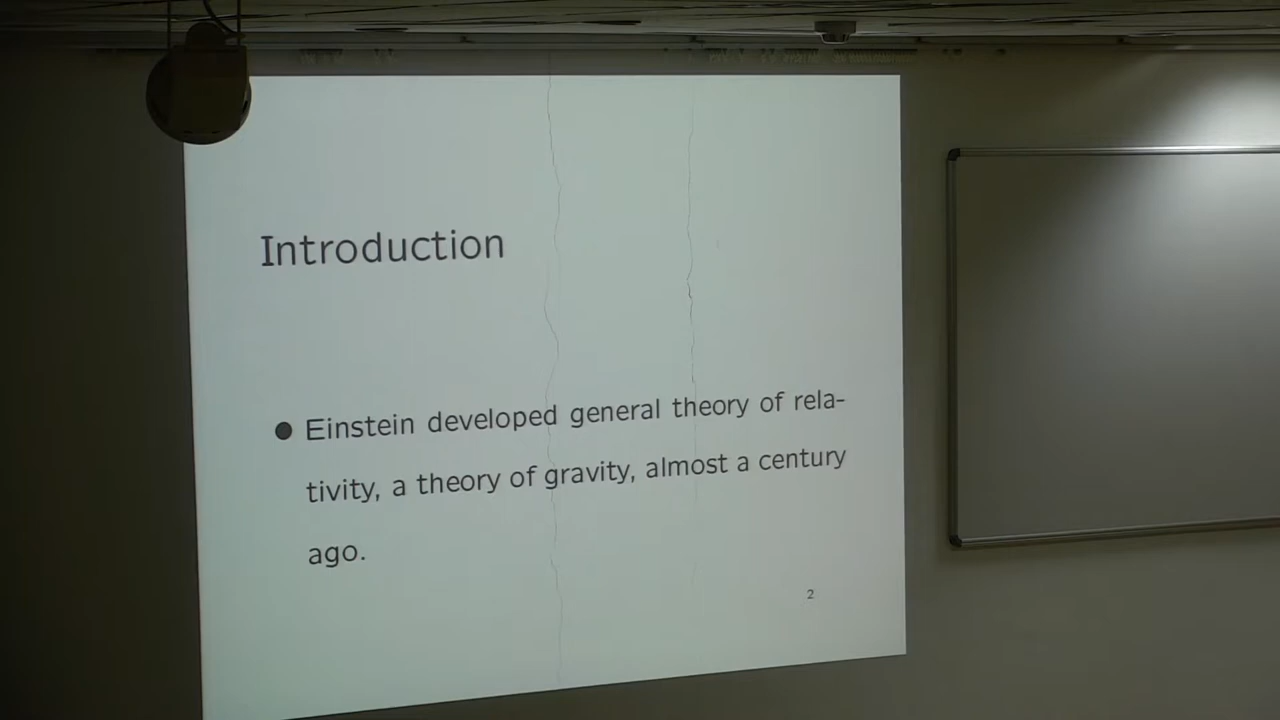 Introduction
● Einstein developed general theory of rela-
tivity, a theory of gravity, almost a century
ago.
2